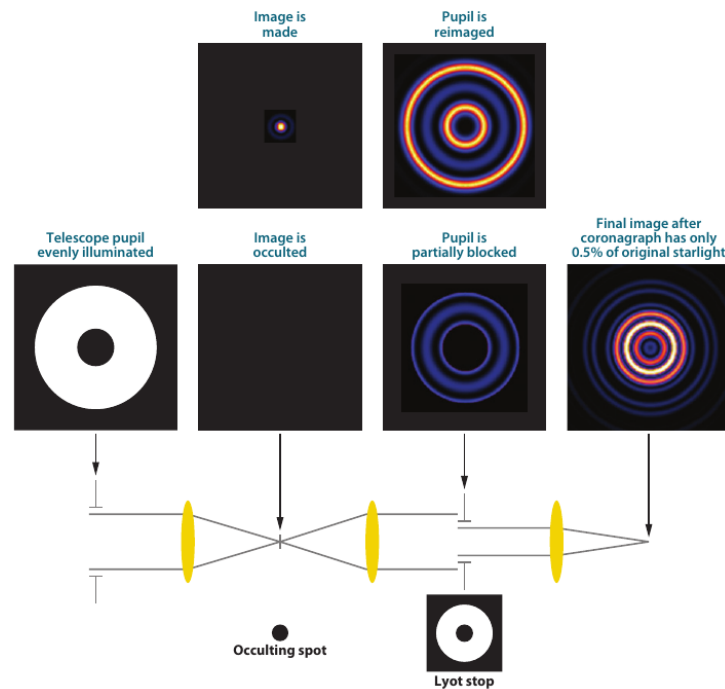 Image is
made
Pupil is
reimaged
Telescope pupil
evenly illuminated
Image is
occulted
Pupil is
partially blocked
Final image after
coronagraph has only
0.5% of original starlight
Occulting spot
Lyot stop